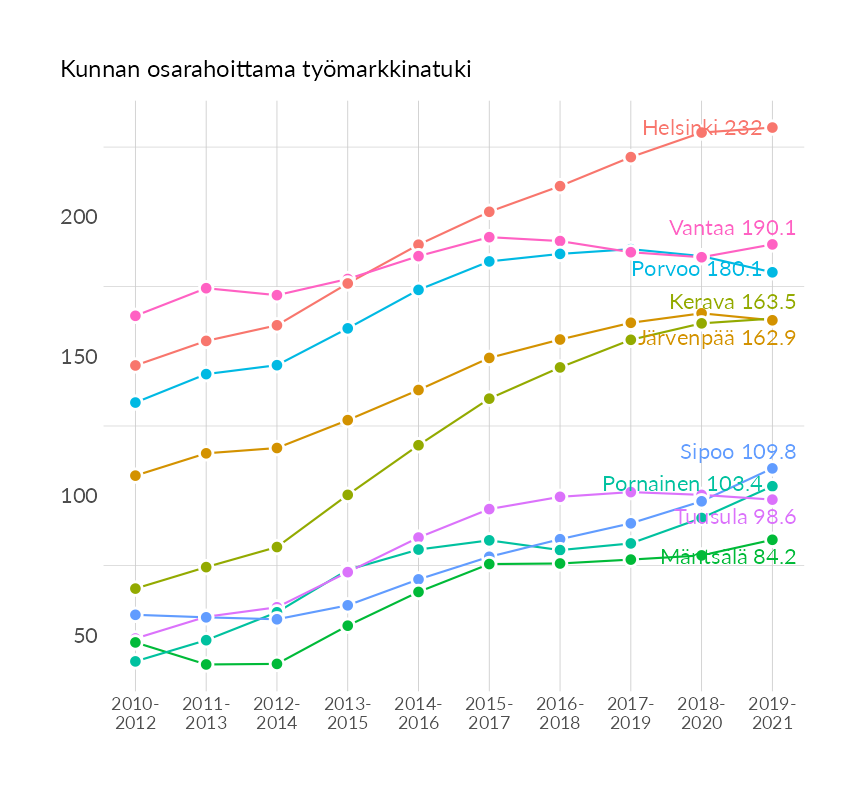 Kunnan osarahoittama työmarkkinatuki
Helsinki 232
200
Vantaa 190.1
Porvoo 180.1
Kerava 163.5
Järvenpää 162.9
150
Sipoo 109.8
Pornainen 103.4
100
Tuusula 98.6
Mäntsälä 84.2
50
2010- 2011- 2012- 2013- 2014- 2015- 2016- 2017- 2018- 2019-
2012 2013 2014 2015 2016 2017 2018 2019 2020 2021